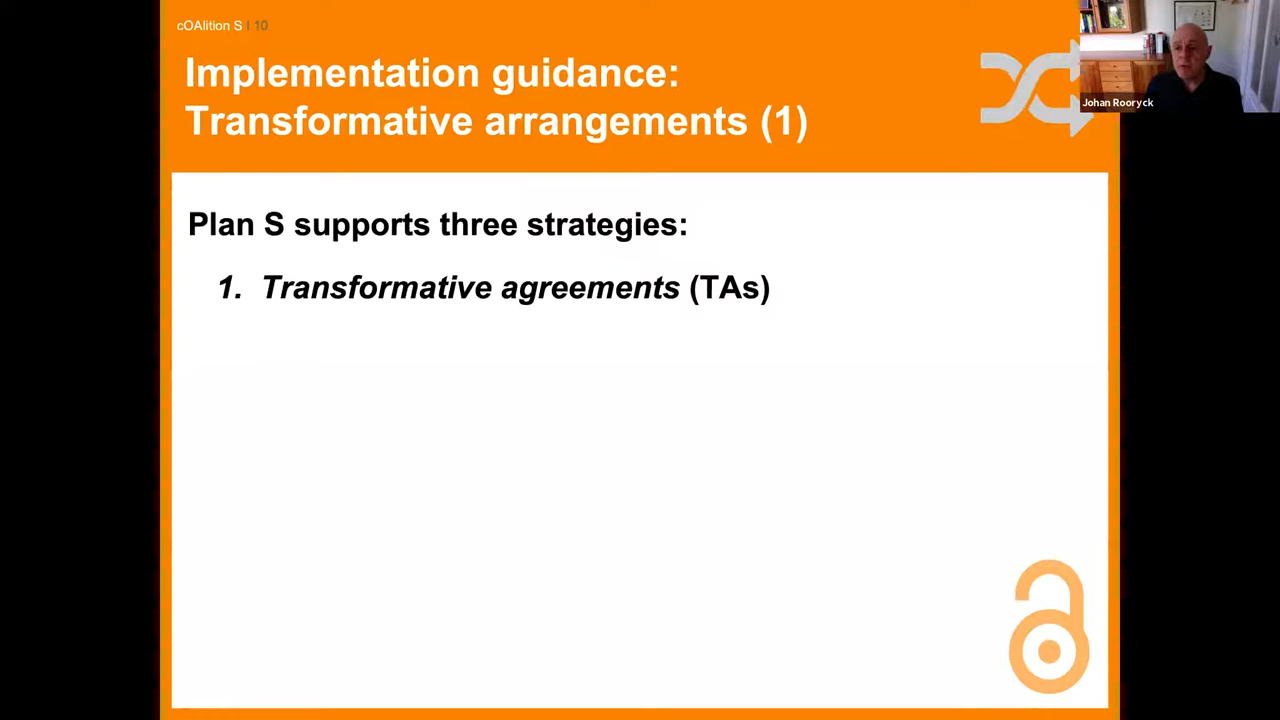 cOAlition S | 10
Implementation guidance:
Transformative arrangements (1)
Johan Rooryck
Plan S supports three strategies:
1. Transformative agreements (TAs)